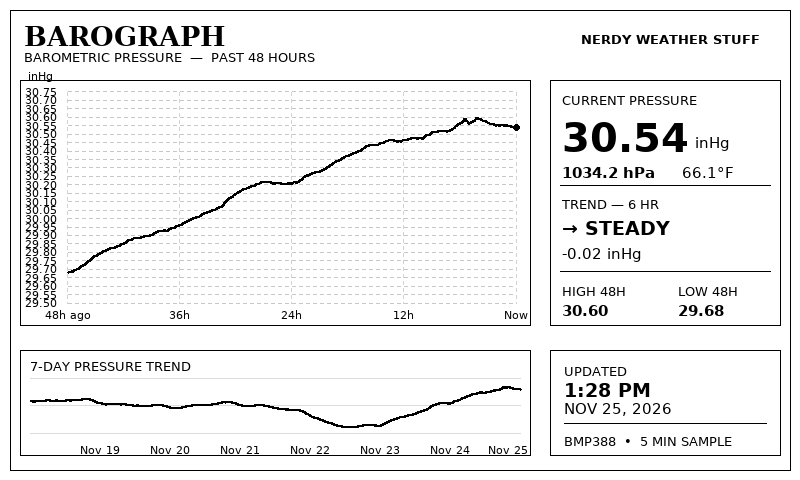 BAROGRAPH
BAROMETRIC PRESSURE — PAST 48 HOURS
NERDY WEATHER STUFF
inHg
30.75
30.70
30.65
30.60
30.55
30.50
30.45
30.40
30.35
30.30
30.25
30.20
30.15
30.10
30.05
30.00
29.95
29.90
29.85
29.80
29.75
29.70
29.65
29.60
29.55
29.50
48h ago 36h 24h 12h Now
CURRENT PRESSURE
30.54 inHg
1034.2 hPa 66.1°F
TREND — 6 HR
→ STEADY
-0.02 inHg
HIGH 48H LOW 48H
30.60 29.68
7-DAY PRESSURE TREND
Nov 19 Nov 20 Nov 21 Nov 22 Nov 23 Nov 24 Nov 25
UPDATED
1:28 PM
NOV 25, 2026
BMP388 • 5 MIN SAMPLE